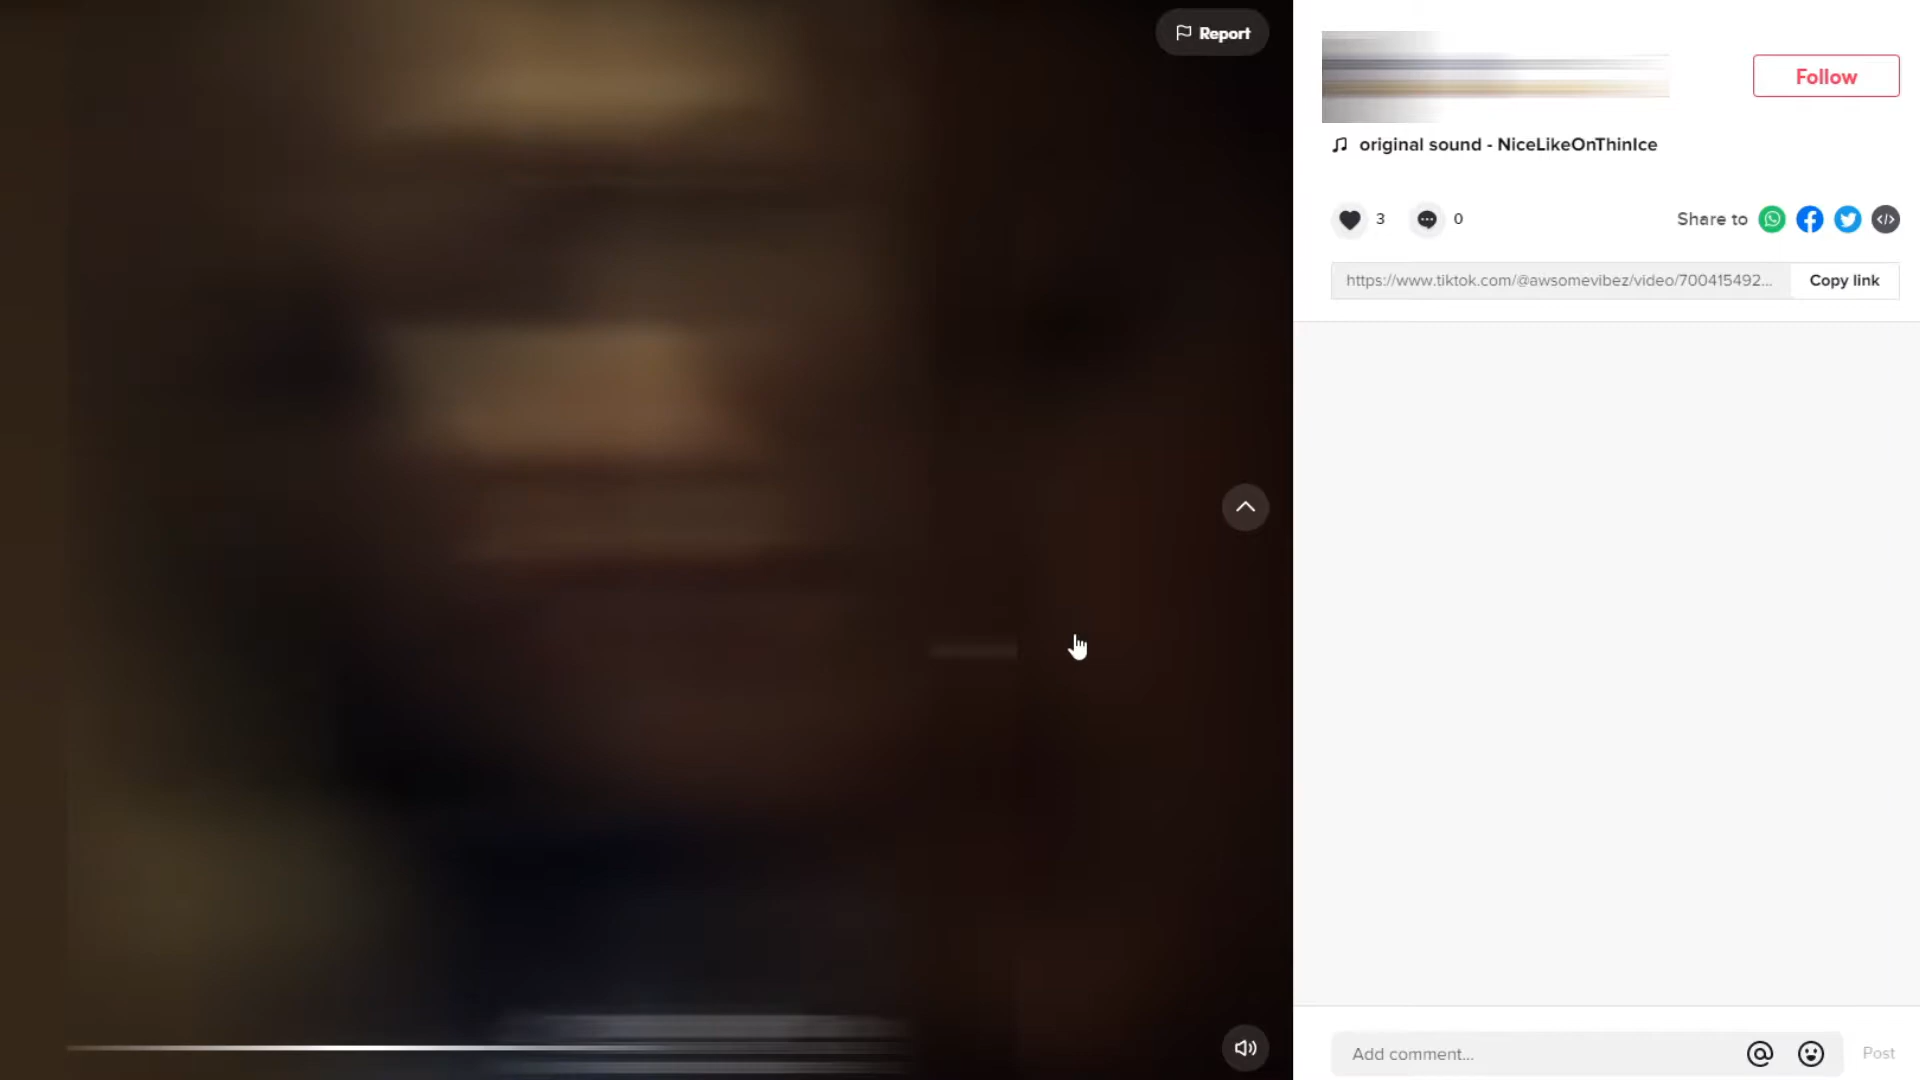 Report
Follow
original sound - NiceLikeOnThinIce
3
0
Share to
https://www.tiktok.com/@awsomevibez/video/700415492...
Copy link
Add comment...
Post